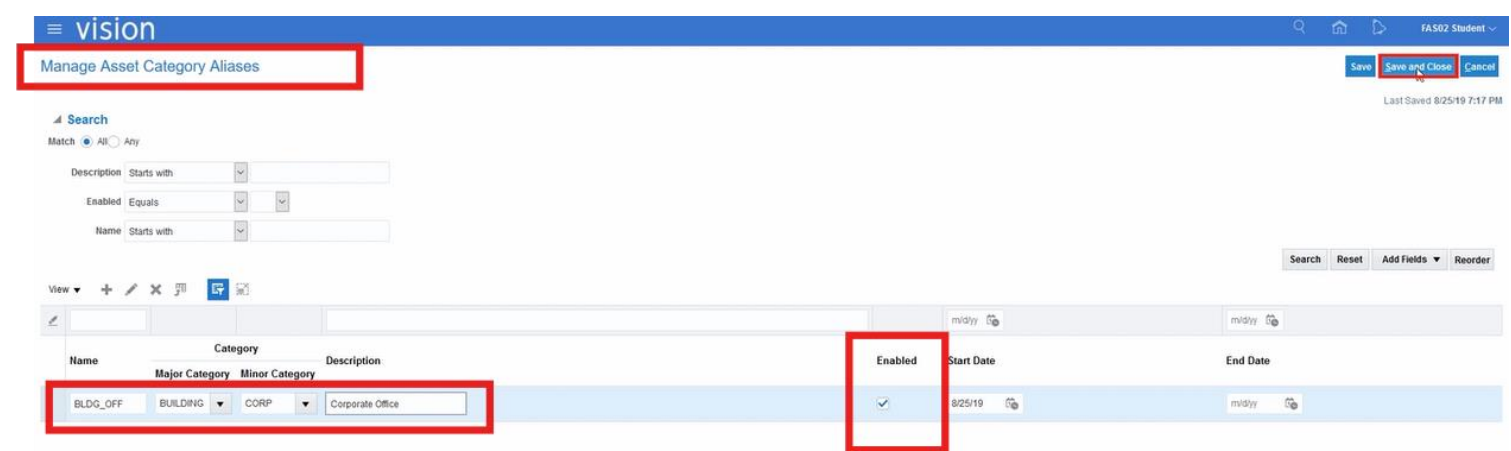 vision
FAS02 Student
Manage Asset Category Aliases
Save Save and Close Cancel
Last Saved 8/25/19 7:17 PM
Search
Match All Any
Description Starts with
Enabled Equals
Name Starts with
Search Reset Add Fields Reorder
View
m/d/yy m/d/yy
Name Category Description Enabled Start Date End Date
Major Category Minor Category
BLDG_OFF BUILDING CORP Corporate Office 8/25/19 m/d/yy